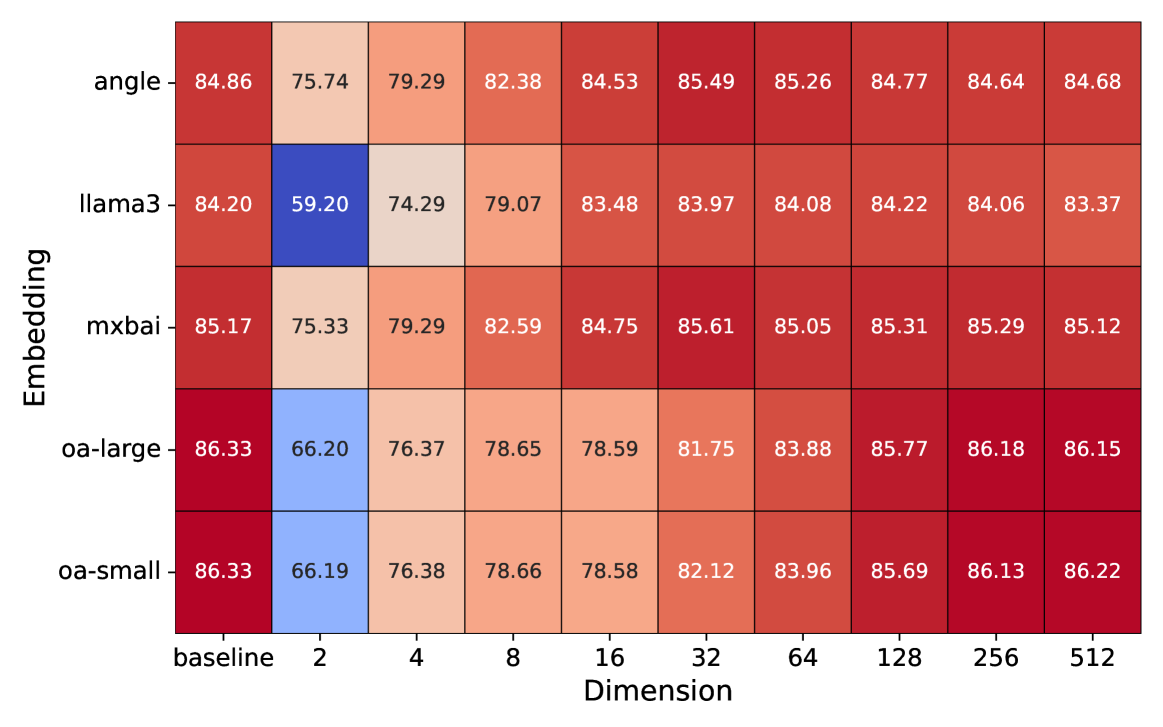 Embedding
angle 84.86 75.74 79.29 82.38 84.53 85.49 85.26 84.77 84.64 84.68
llama3 84.20 59.20 74.29 79.07 83.48 83.97 84.08 84.22 84.06 83.37
mxbai 85.17 75.33 79.29 82.59 84.75 85.61 85.05 85.31 85.29 85.12
oa-large 86.33 66.20 76.37 78.65 78.59 81.75 83.88 85.77 86.18 86.15
oa-small 86.33 66.19 76.38 78.66 78.58 82.12 83.96 85.69 86.13 86.22
baseline 2 4 8 16 32 64 128 256 512
Dimension